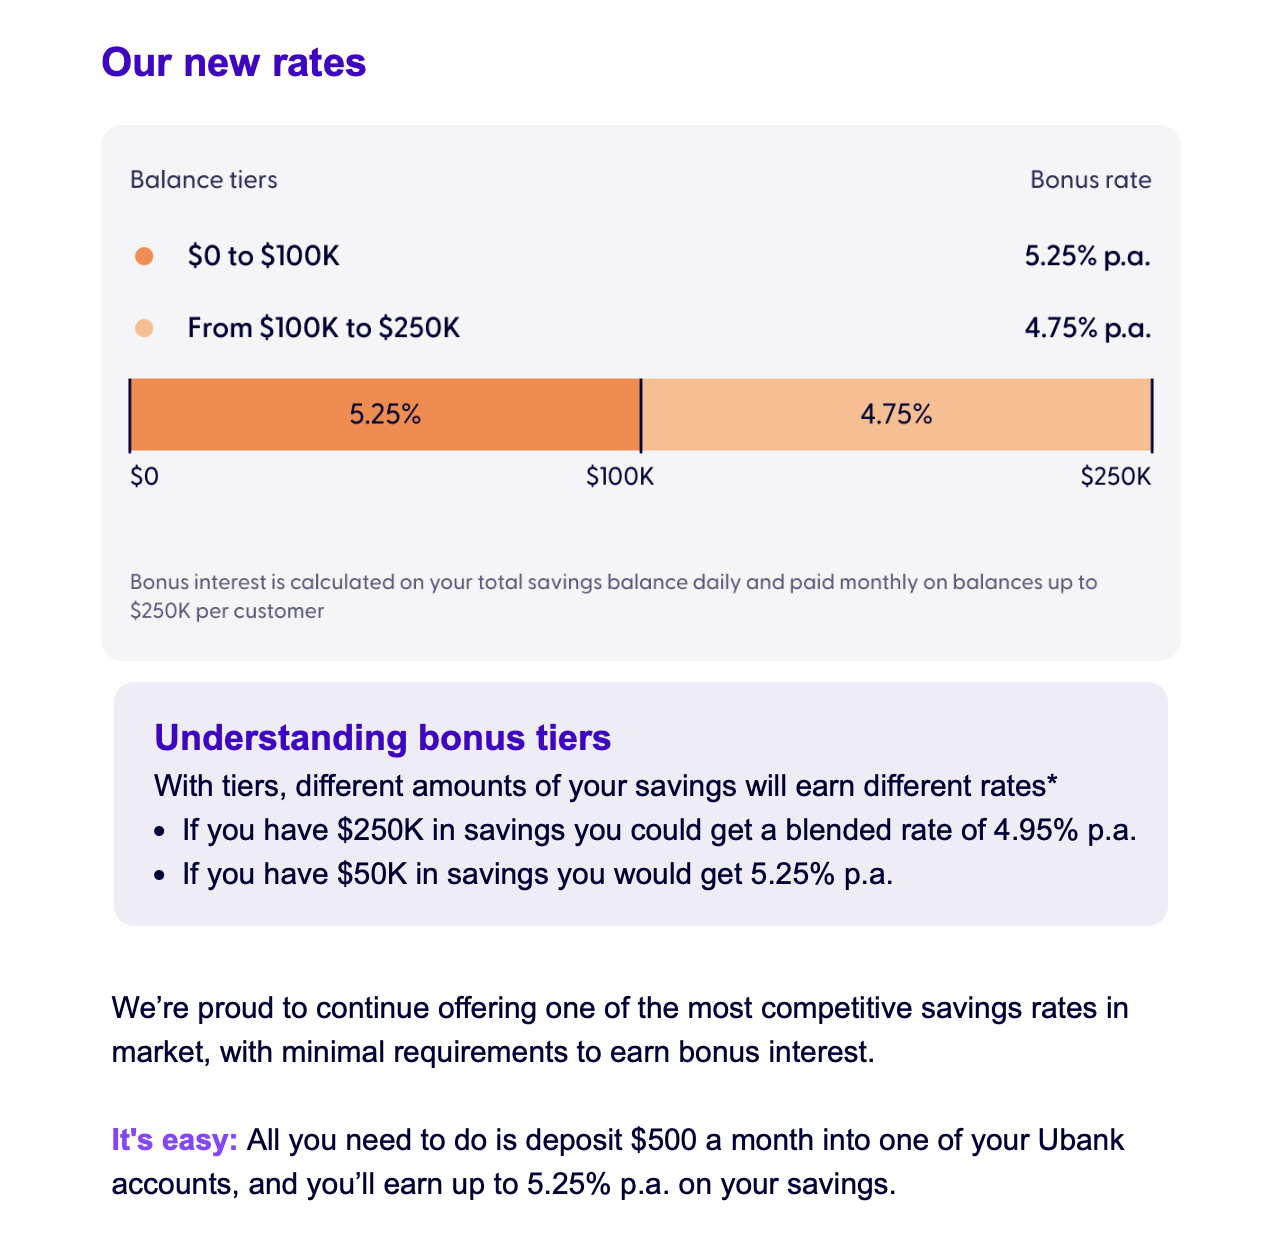 Our new rates
Balance tiers Bonus rate
$0 to $100K 5.25% p.a.
From $100K to $250K 4.75% p.a.
5.25% 4.75%
$0 $100K $250K
Bonus interest is calculated on your total savings balance daily and paid monthly on balances up to
$250K per customer
Understanding bonus tiers
With tiers, different amounts of your savings will earn different rates*
• If you have $250K in savings you could get a blended rate of 4.95% p.a.
• If you have $50K in savings you would get 5.25% p.a.
We’re proud to continue offering one of the most competitive savings rates in
market, with minimal requirements to earn bonus interest.
It's easy: All you need to do is deposit $500 a month into one of your Ubank
accounts, and you’ll earn up to 5.25% p.a. on your savings.